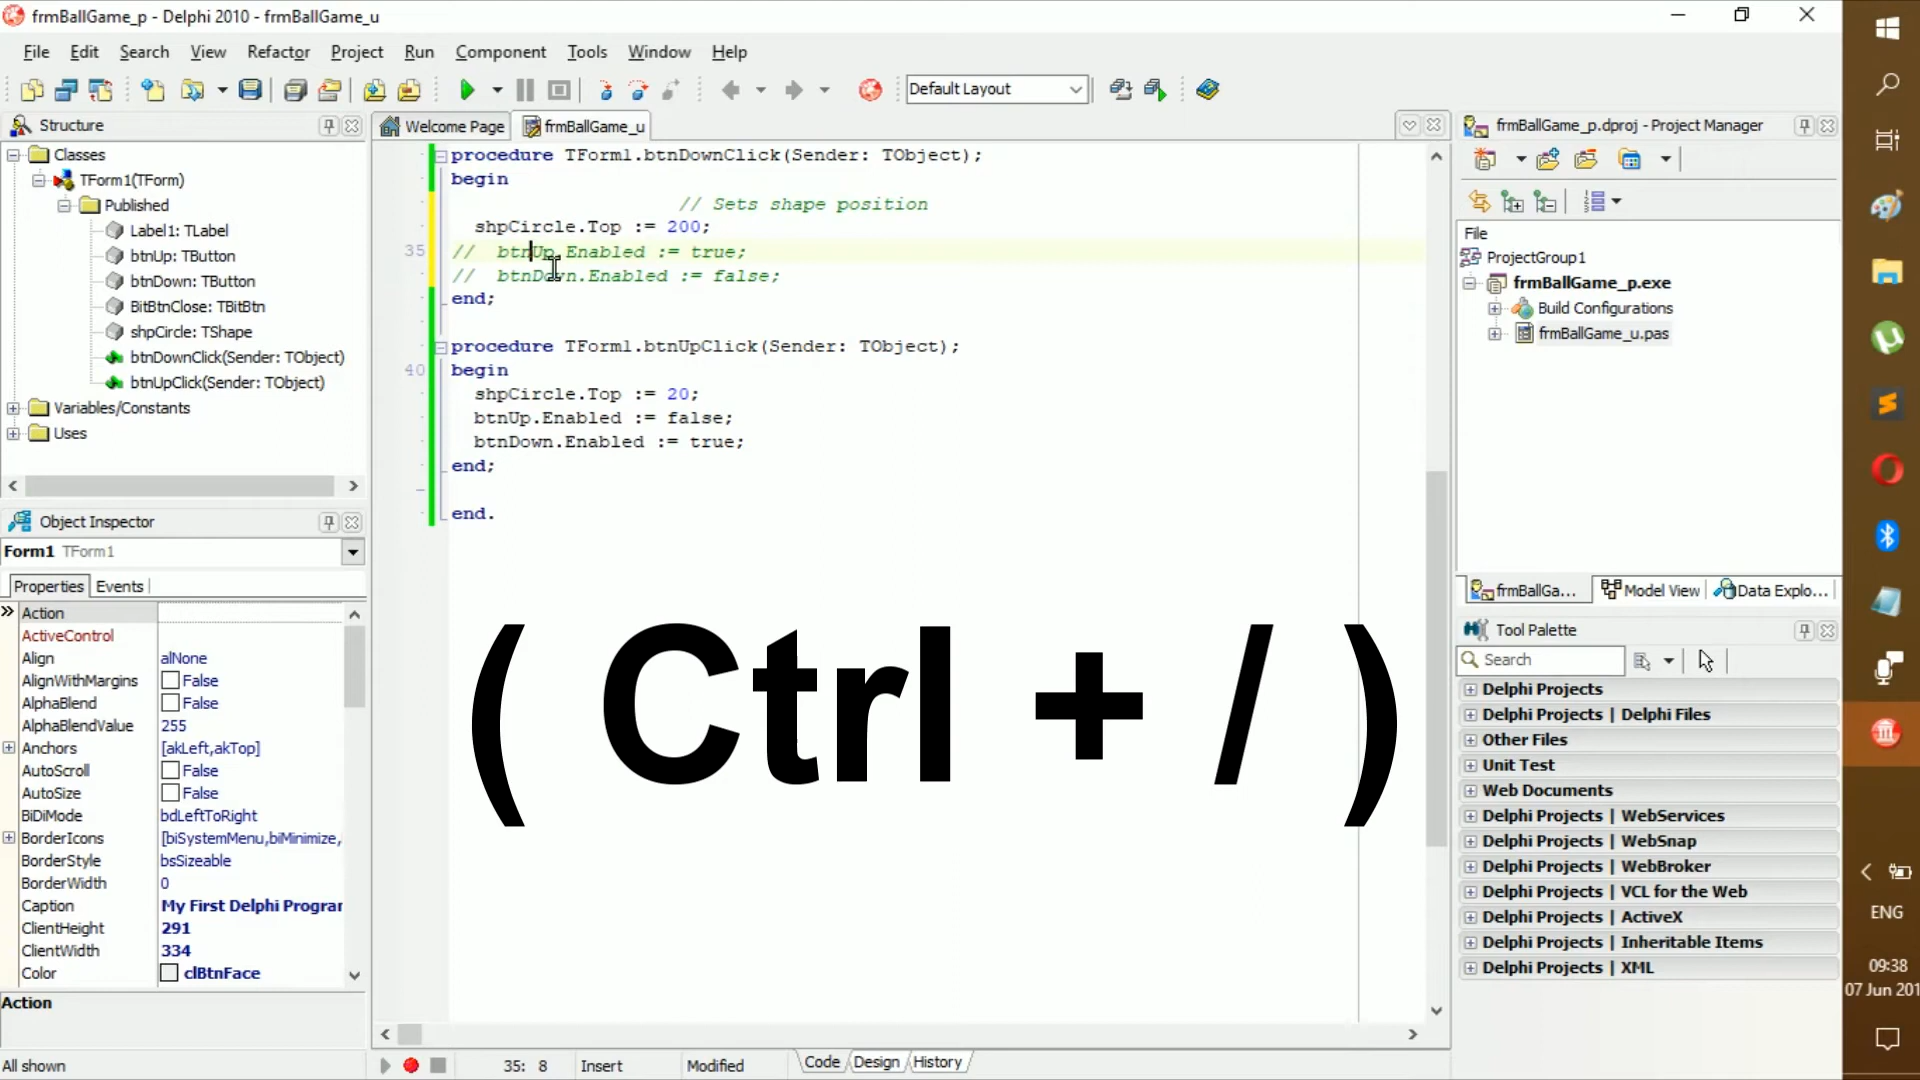 frmBallGame_p - Delphi 2010 - frmBallGame_u
File Edit Search View Refactor Project Run Component Tools Window Help
Default Layout
Structure
Classes
TForm1(TForm)
Published
Label1: TLabel
btnUp: TButton
btnDown: TButton
BitBtnClose: TBitBtn
shpCircle: TShape
btnDownClick(Sender: TObject)
btnUpClick(Sender: TObject)
Variables/Constants
Uses
Object Inspector
Form1 TForm1
Properties Events
Action
ActiveControl
Align alNone
AlignWithMargins False
AlphaBlend False
AlphaBlendValue 255
Anchors [akLeft,akTop]
AutoScroll False
AutoSize False
BiDiMode bdLeftToRight
BorderIcons [biSystemMenu,biMinimize,
BorderStyle bsSizeable
BorderWidth 0
Caption My First Delphi Prograr
ClientHeight 291
ClientWidth 334
Color clBtnFace
Action
All shown
Welcome Page frmBallGame_u
procedure TForm1.btnDownClick(Sender: TObject);
begin
// Sets shape position
shpCircle.Top := 200;
35 // btnUp.Enabled := true;
// btnDown.Enabled := false;
end;
procedure TForm1.btnUpClick(Sender: TObject);
40 begin
shpCircle.Top := 20;
btnUp.Enabled := false;
btnDown.Enabled := true;
end;
end.
( Ctrl + / )
35: 8 Insert Modified Code Design History
frmBallGame_p.dproj - Project Manager
File
ProjectGroup1
frmBallGame_p.exe
Build Configurations
frmBallGame_u.pas
frmBallGa... Model View Data Explo...
Tool Palette
Search
Delphi Projects
Delphi Projects | Delphi Files
Other Files
Unit Test
Web Documents
Delphi Projects | WebServices
Delphi Projects | WebSnap
Delphi Projects | WebBroker
Delphi Projects | VCL for the Web
Delphi Projects | ActiveX
Delphi Projects | Inheritable Items
Delphi Projects | XML
ENG
09:38
07 Jun 201